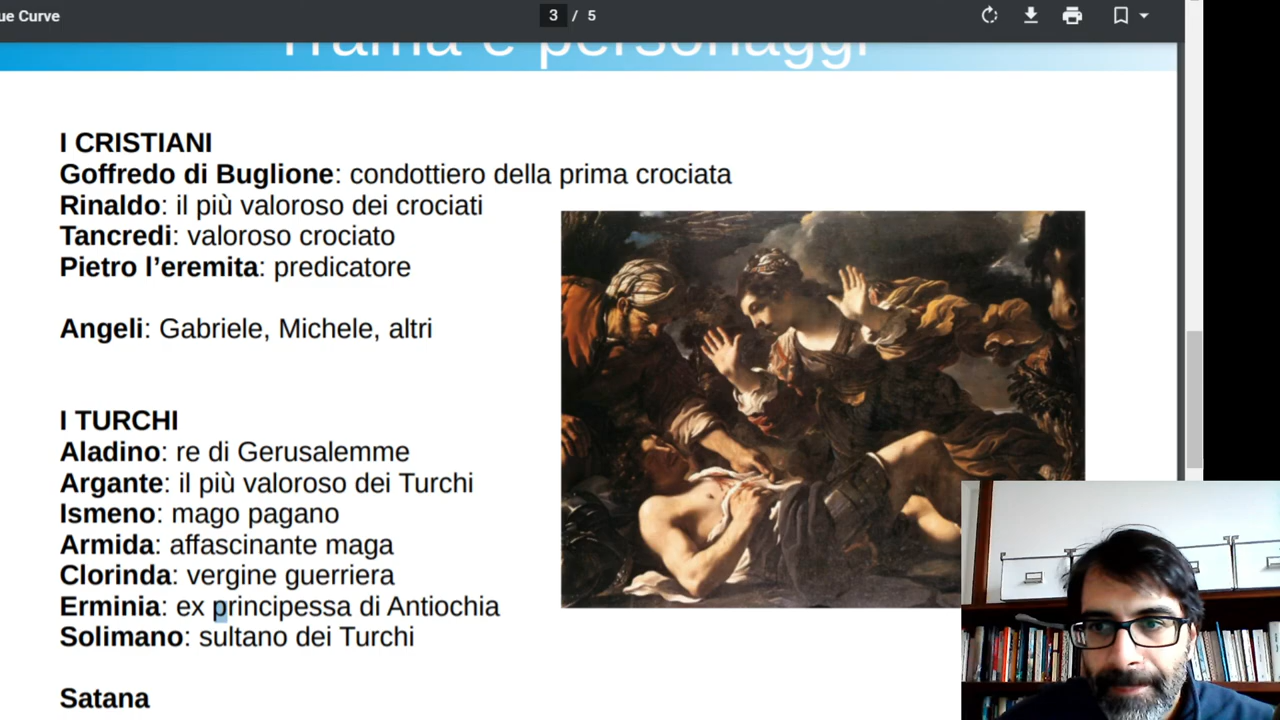 ue Curve
3 / 5
Trama e personaggi
I CRISTIANI
Goffredo di Buglione: condottiero della prima crociata
Rinaldo: il più valoroso dei crociati
Tancredi: valoroso crociato
Pietro l’eremita: predicatore
Angeli: Gabriele, Michele, altri
I TURCHI
Aladino: re di Gerusalemme
Argante: il più valoroso dei Turchi
Ismeno: mago pagano
Armida: affascinante maga
Clorinda: vergine guerriera
Erminia: ex principessa di Antiochia
Solimano: sultano dei Turchi
Satana